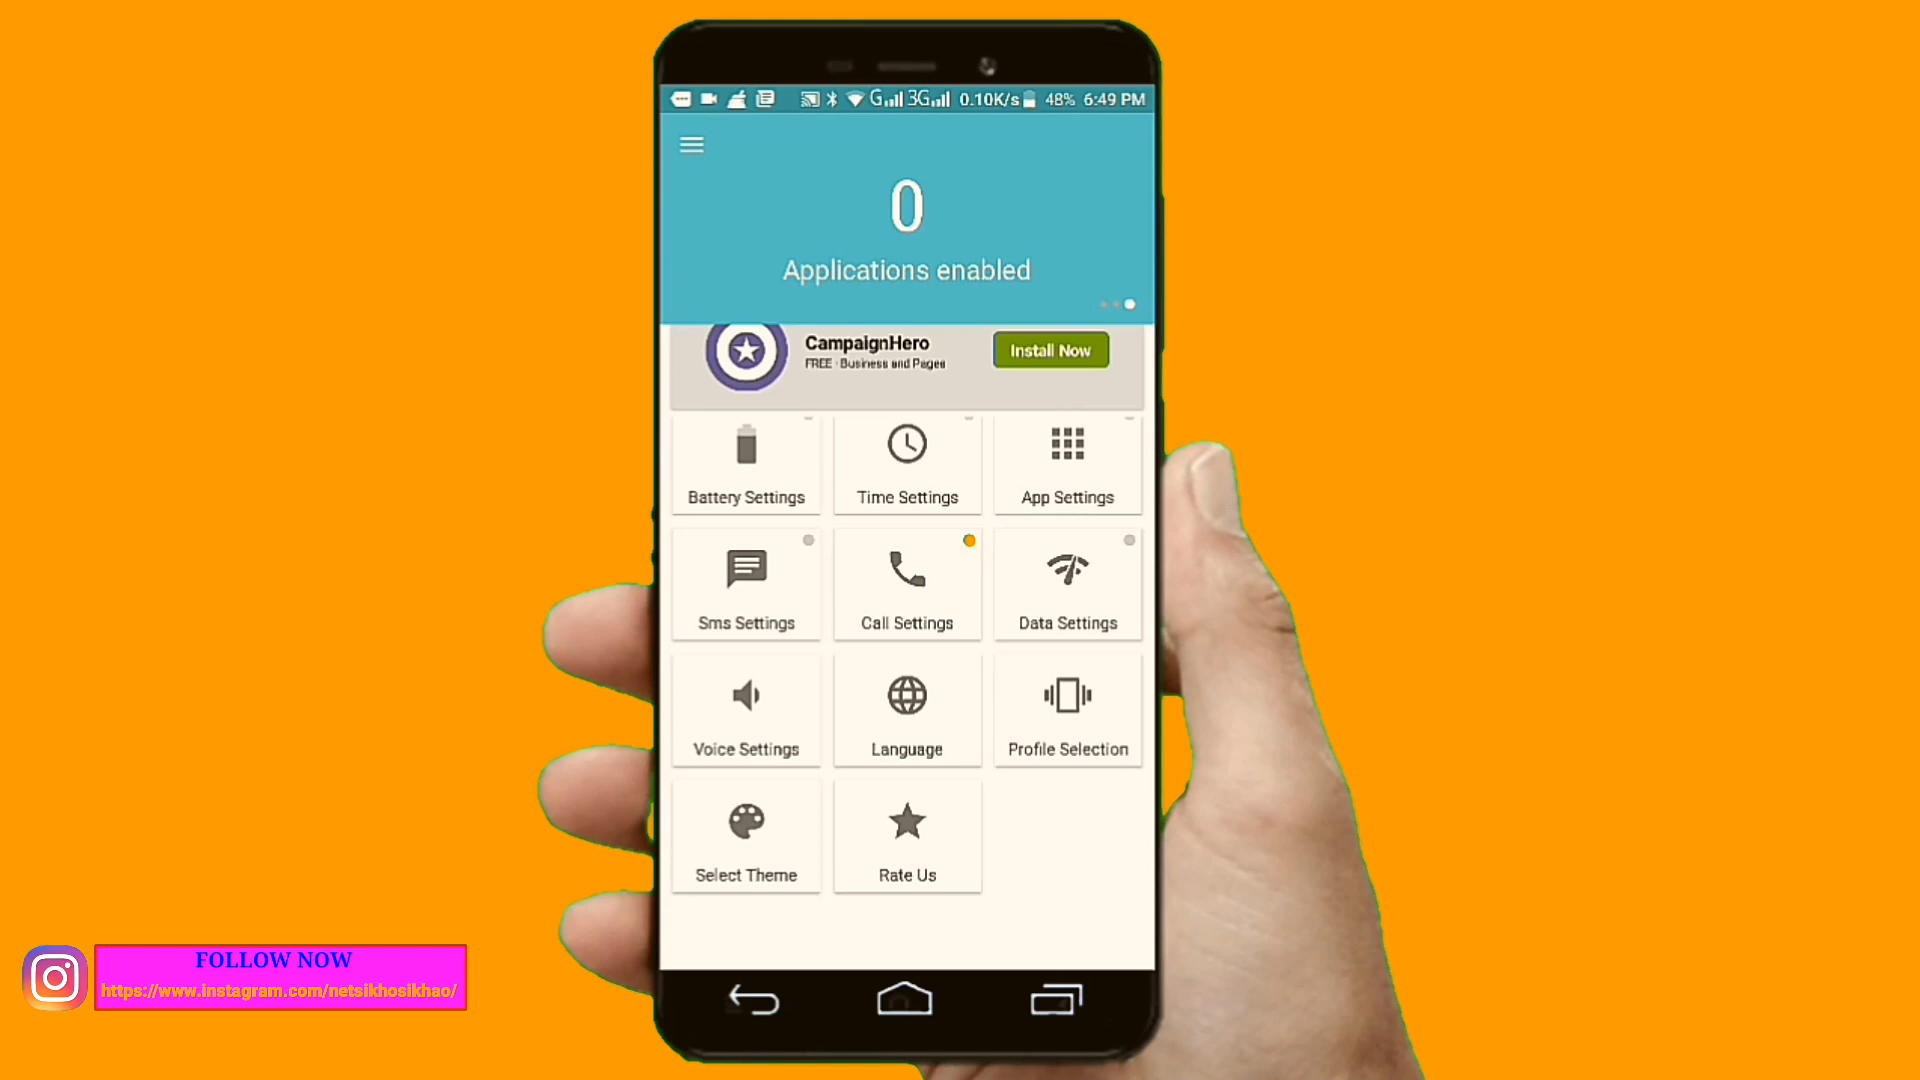 G 3G 0.10K/s 48% 6:49 PM
0
Applications enabled
CampaignHero
FREE · Business and Pages
Install Now
Battery Settings
Time Settings
App Settings
Sms Settings
Call Settings
Data Settings
Voice Settings
Language
Profile Selection
Select Theme
Rate Us
FOLLOW NOW
https://www.instagram.com/netsikhosikhao/